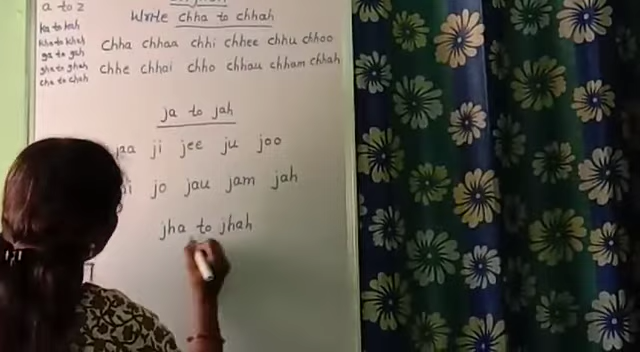 a to z
Write chha to chhah
ka to kah
kha to khah
ga to gah
gha to ghah
cha to chah
chha chhaa chhi chhee chhu chhoo
chhe chhai chho chhau chham chhah
ja to jah
jaa ji jee ju joo
jo jau jam jah
jha to jhah